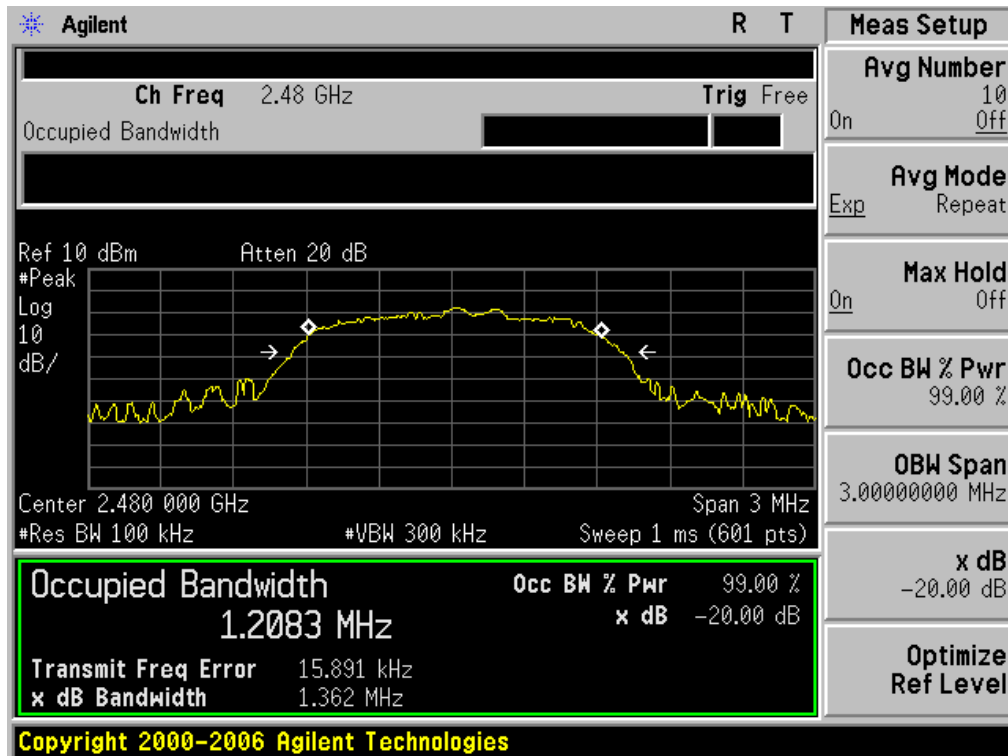 Agilent R T
Meas Setup
Ch Freq 2.48 GHz Trig Free
Occupied Bandwidth
Ref 10 dBm Atten 20 dB
#Peak
Log
10
dB/
Center 2.480 000 GHz Span 3 MHz
#Res BW 100 kHz #VBW 300 kHz Sweep 1 ms (601 pts)
Occupied Bandwidth Occ BW % Pwr 99.00 %
1.2083 MHz x dB -20.00 dB
Transmit Freq Error 15.891 kHz
x dB Bandwidth 1.362 MHz
Avg Number
10
On Off
Avg Mode
Exp Repeat
Max Hold
On Off
Occ BW % Pwr
99.00 %
OBW Span
3.00000000 MHz
x dB
-20.00 dB
Optimize
Ref Level
Copyright 2000-2006 Agilent Technologies